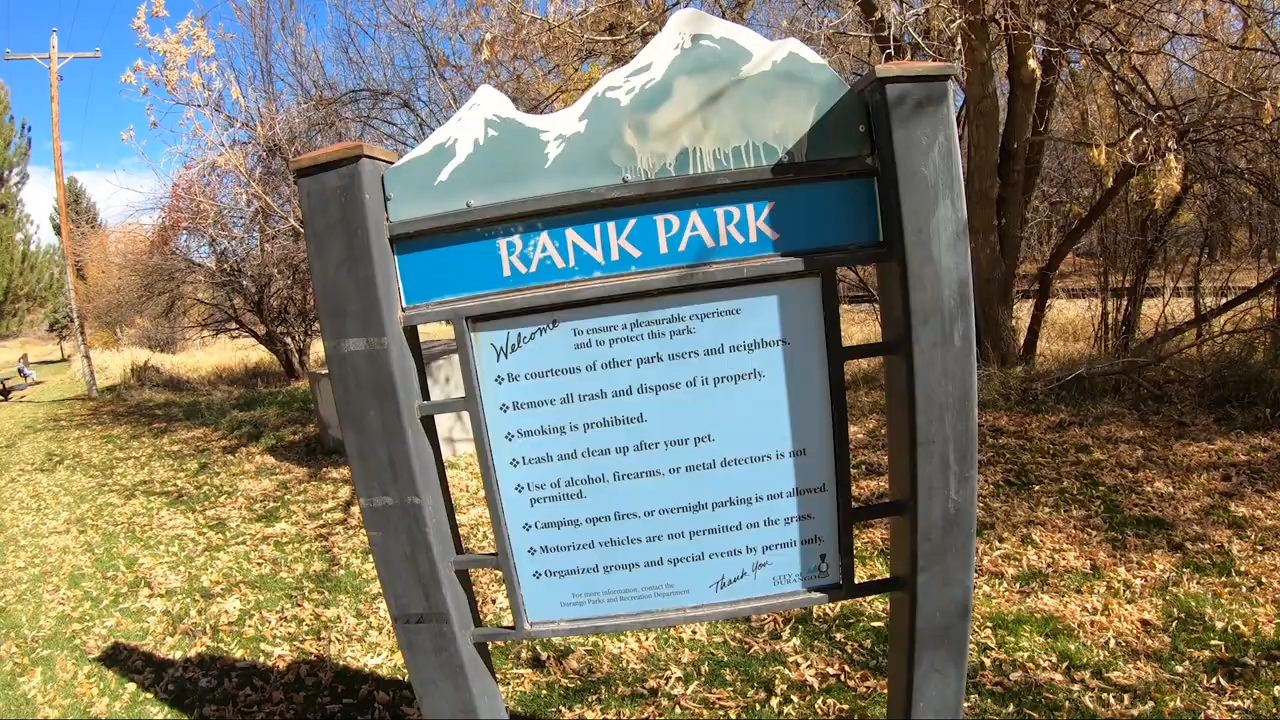 RANK PARK
Welcome
To ensure a pleasurable experience
and to protect this park:
❖ Be courteous of other park users and neighbors.
❖ Remove all trash and dispose of it properly.
❖ Smoking is prohibited.
❖ Leash and clean up after your pet.
❖ Use of alcohol, firearms, or metal detectors is not
permitted.
❖ Camping, open fires, or overnight parking is not allowed.
❖ Motorized vehicles are not permitted on the grass.
❖ Organized groups and special events by permit only.
For more information, contact the
Durango Parks and Recreation Department
Thank You
CITY of
DURANGO